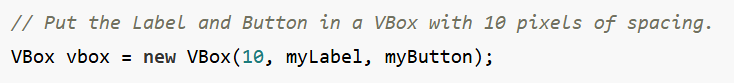 // Put the Label and Button in a VBox with 10 pixels of spacing.
VBox vbox = new VBox(10, myLabel, myButton);